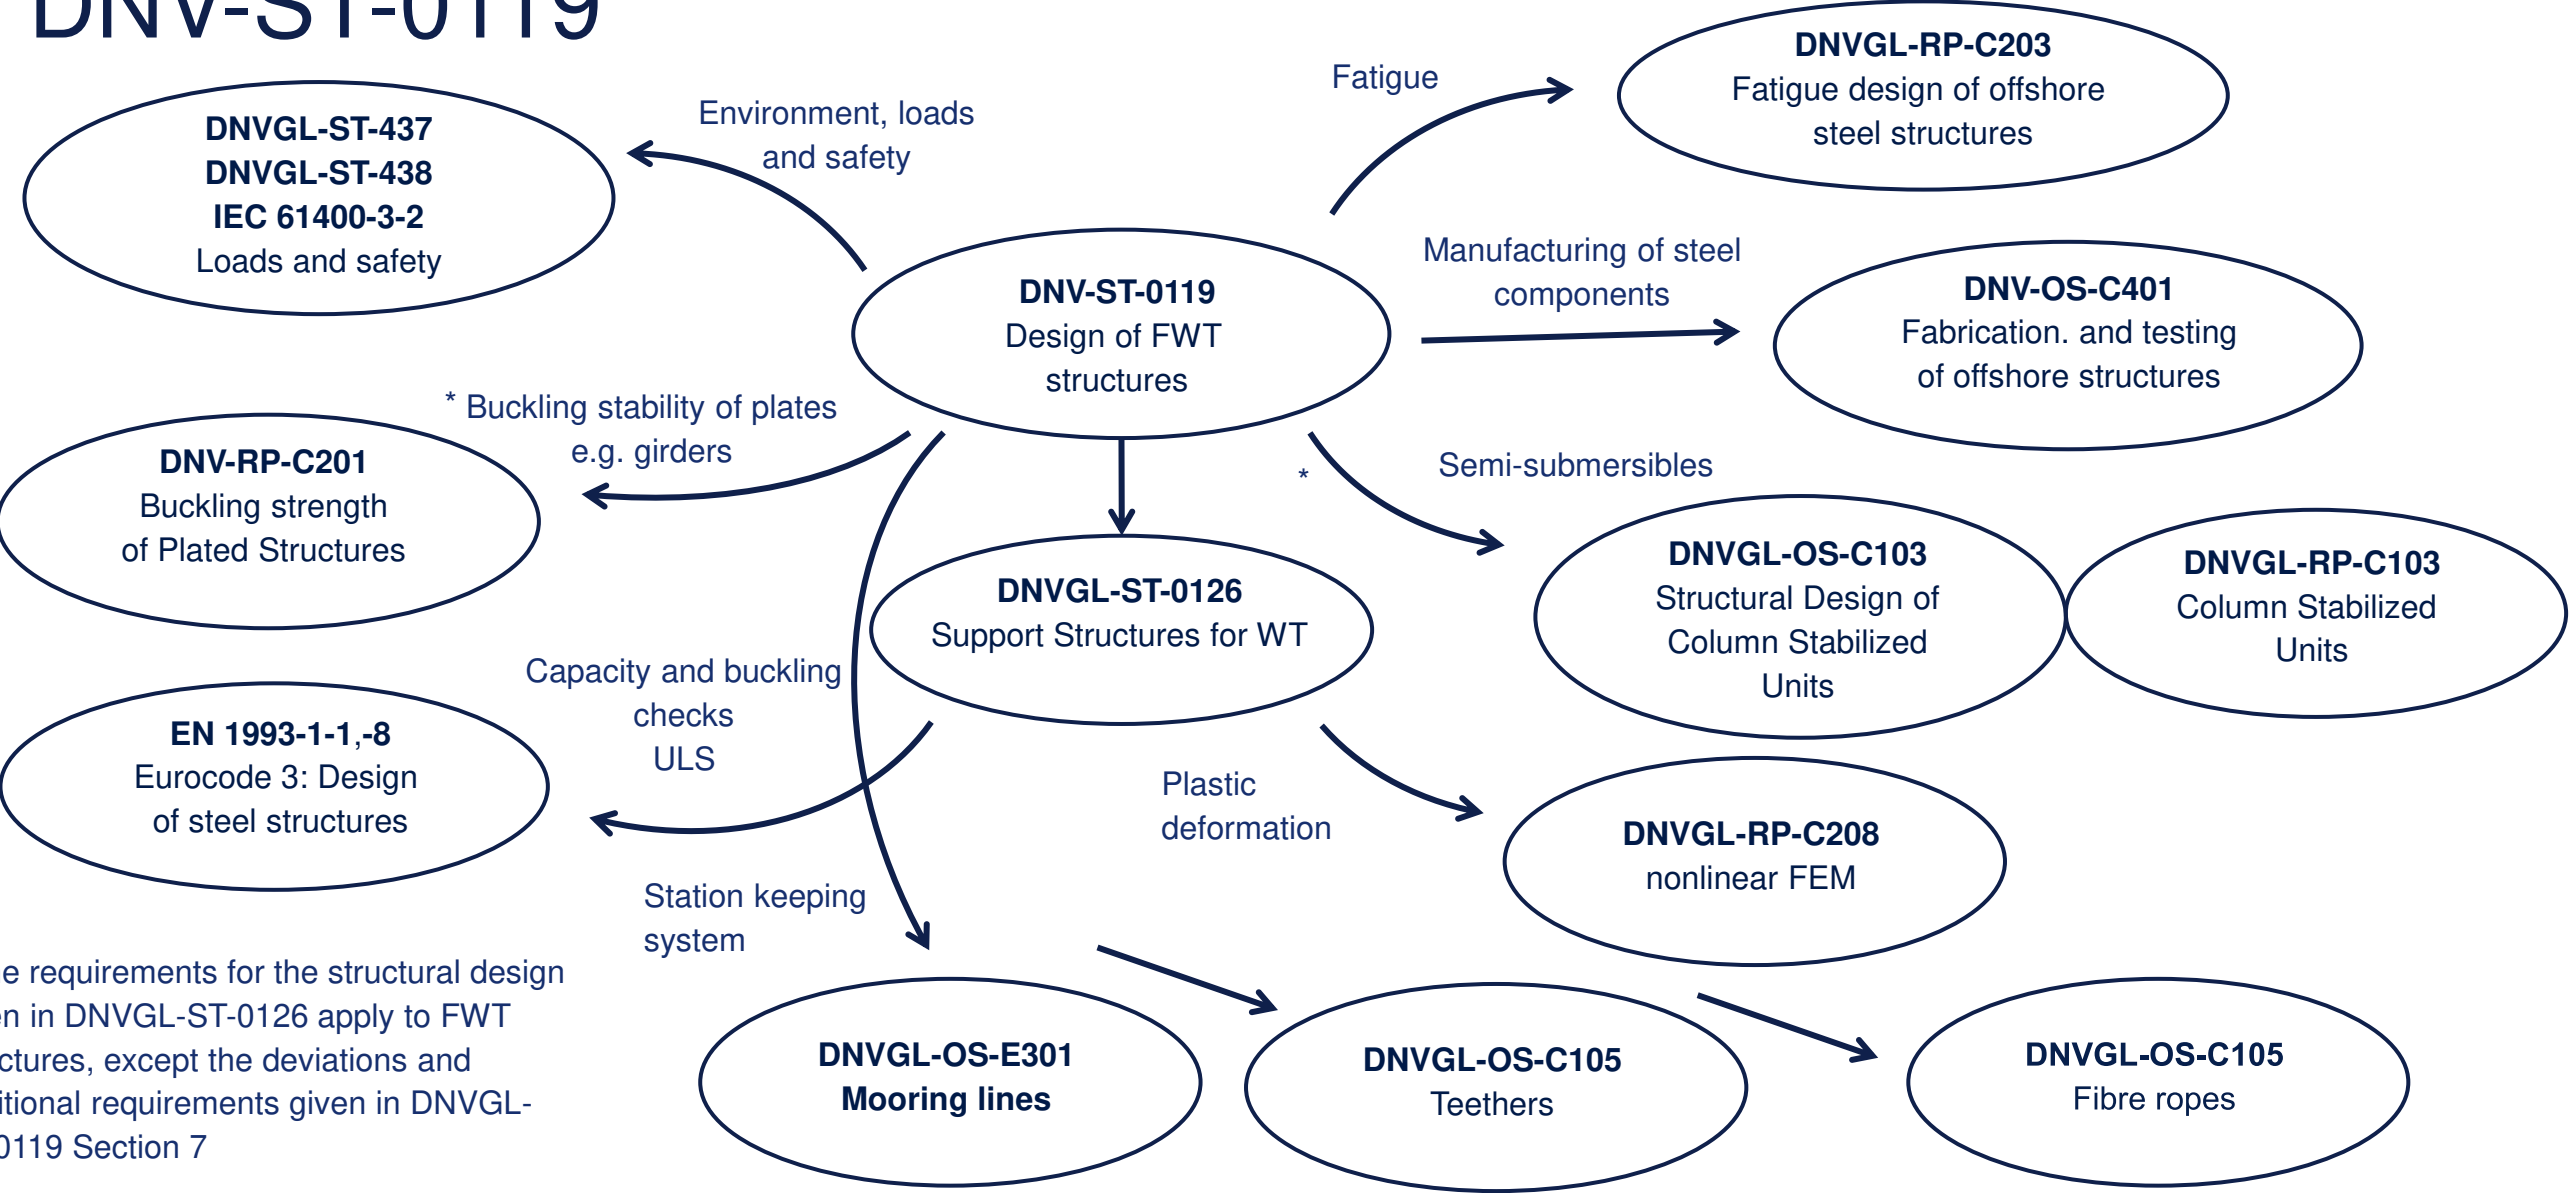 DNV-ST-0119
DNVGL-ST-437
DNVGL-ST-438
IEC 61400-3-2
Loads and safety
Environment, loads
and safety
Fatigue
DNVGL-RP-C203
Fatigue design of offshore
steel structures
DNV-ST-0119
Design of FWT
structures
Manufacturing of steel
components
DNV-OS-C401
Fabrication. and testing
of offshore structures
* Buckling stability of plates
e.g. girders
DNV-RP-C201
Buckling strength
of Plated Structures
*
Semi-submersibles
DNVGL-OS-C103
Structural Design of
Column Stabilized
Units
DNVGL-RP-C103
Column Stabilized
Units
DNVGL-ST-0126
Support Structures for WT
Capacity and buckling
checks
ULS
EN 1993-1-1,-8
Eurocode 3: Design
of steel structures
Plastic
deformation
DNVGL-RP-C208
nonlinear FEM
Station keeping
system
requirements for the structural design
in DNVGL-ST-0126 apply to FWT
except the deviations and
requirements given in DNVGL-
0119 Section 7
DNVGL-OS-E301
Mooring lines
DNVGL-OS-C105
Teethers
DNVGL-OS-C105
Fibre ropes